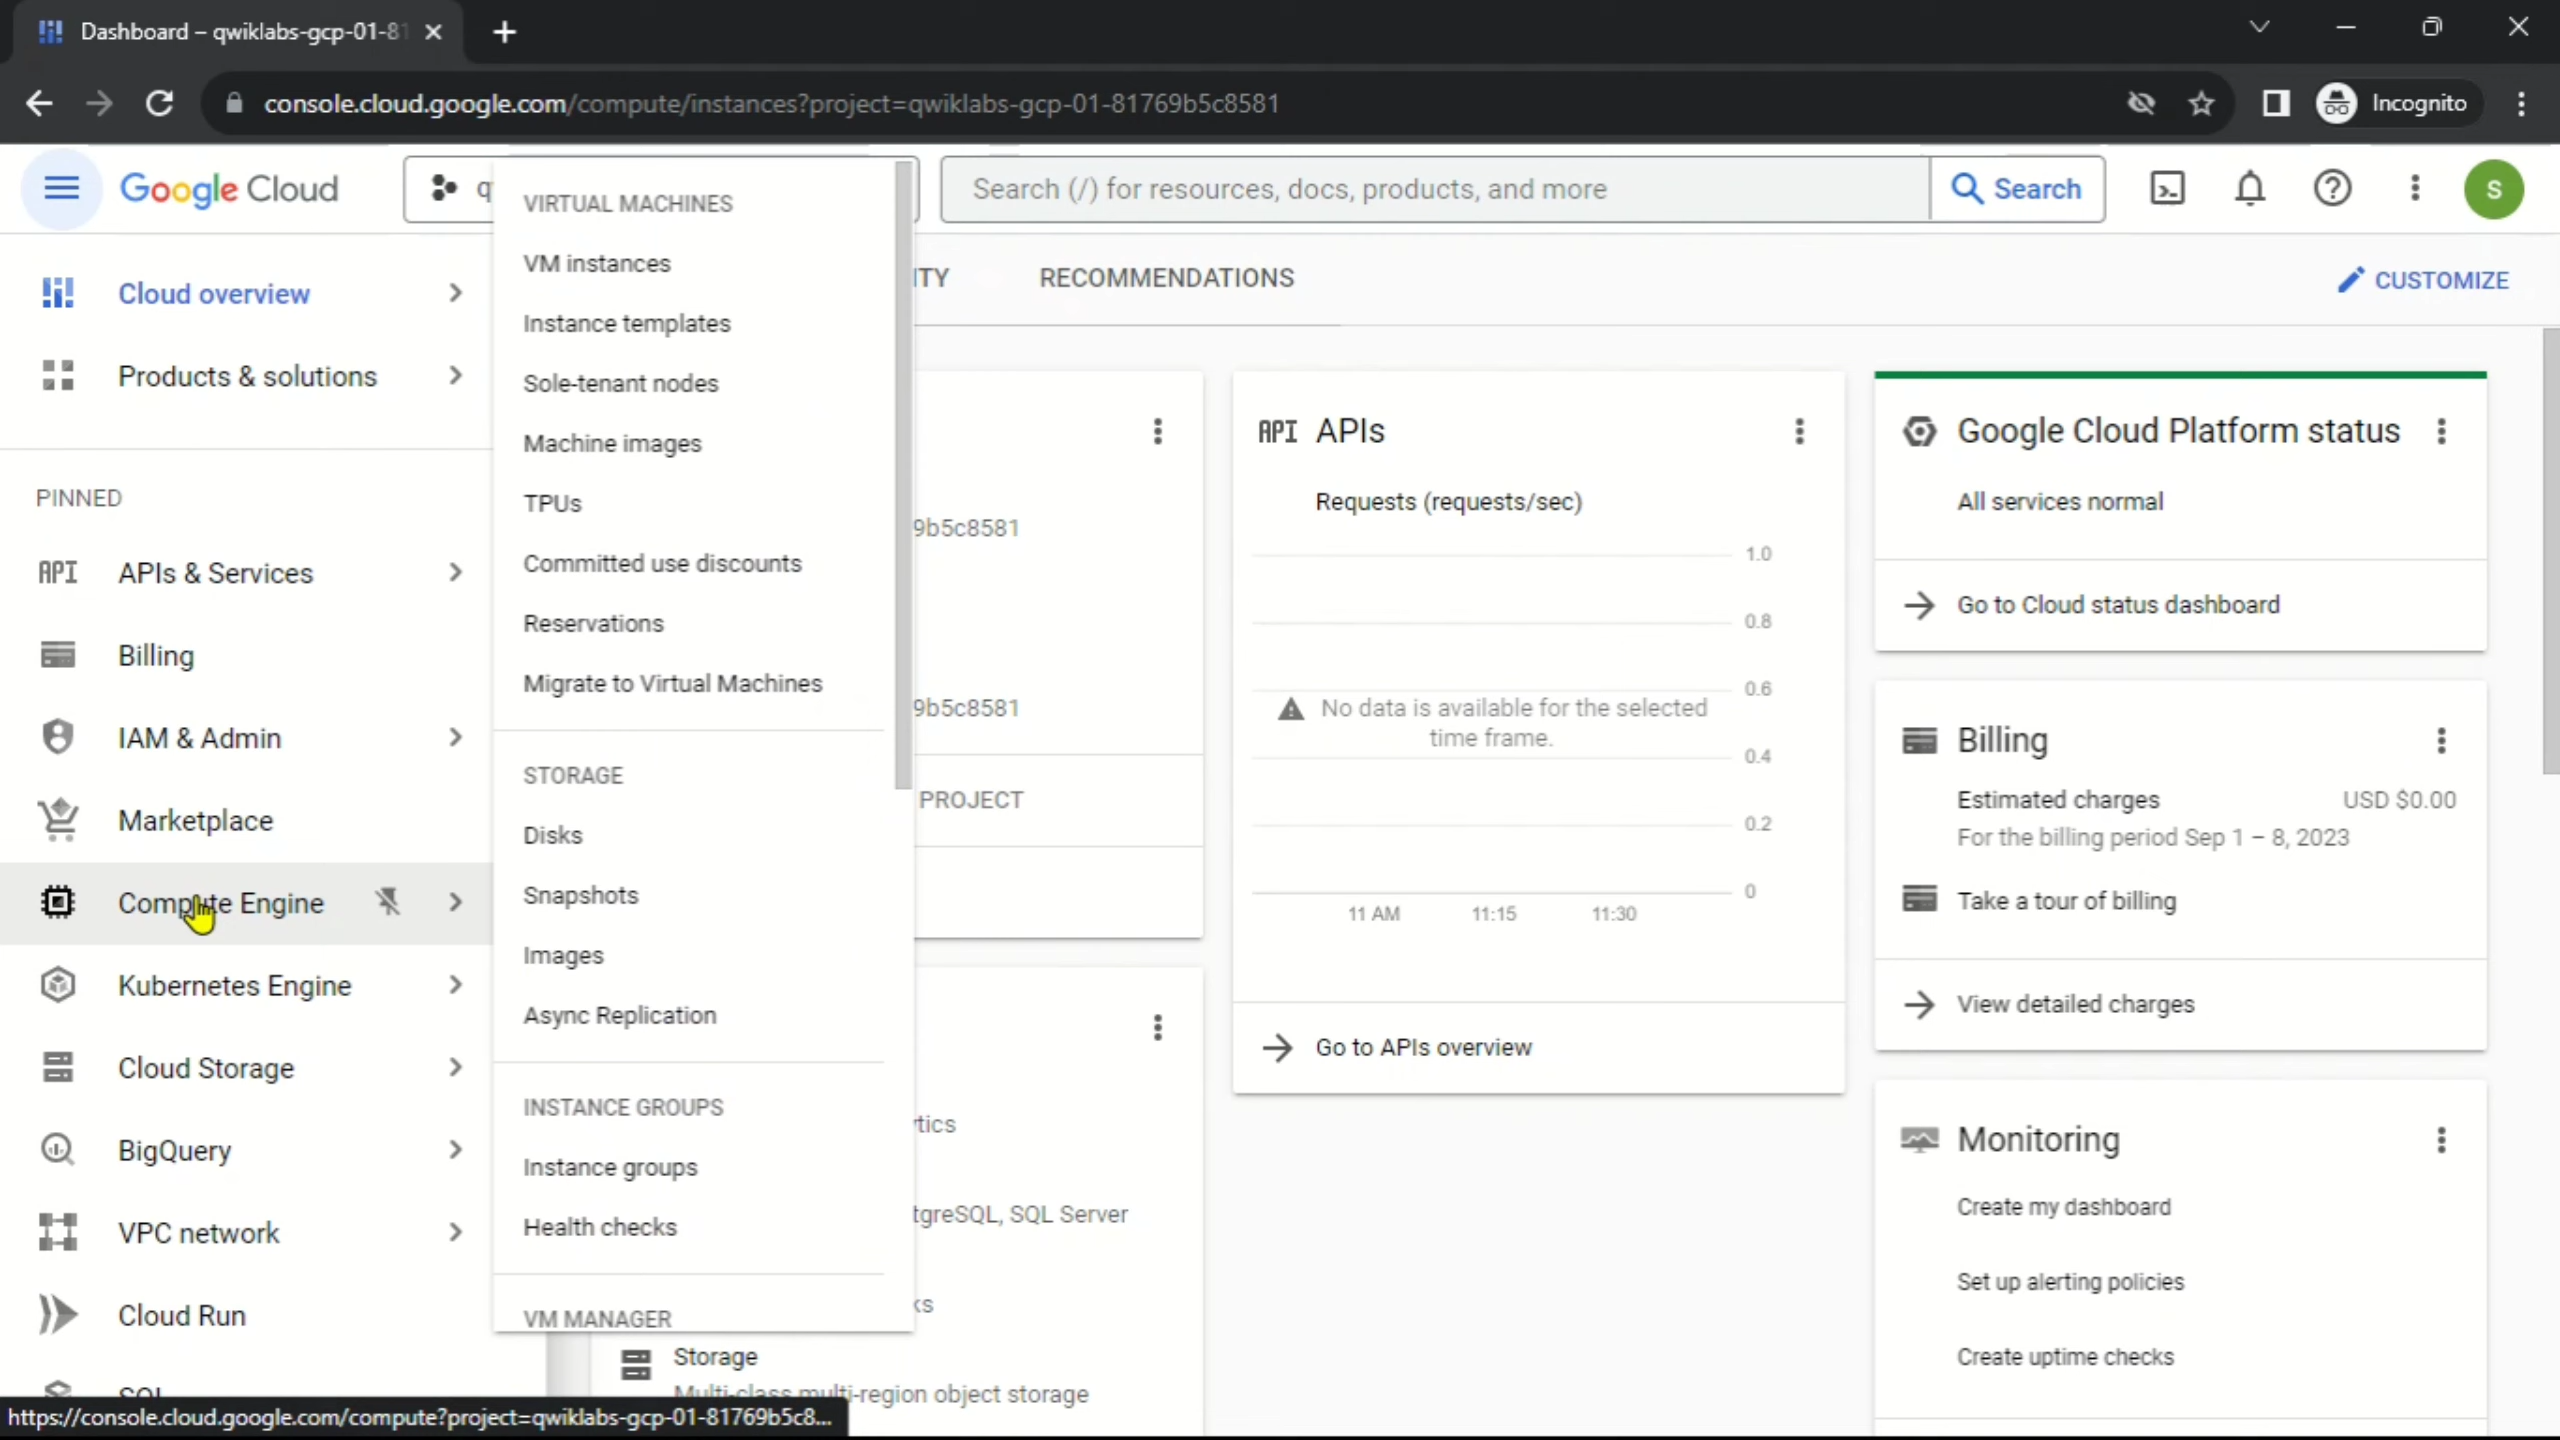 Dashboard – qwiklabs-gcp-01-81
console.cloud.google.com/compute/instances?project=qwiklabs-gcp-01-81769b5c8581
Incognito
Google Cloud
q
Search (/) for resources, docs, products, and more
Search
S
Cloud overview
Products & solutions
PINNED
API APIs & Services
Billing
IAM & Admin
Marketplace
Compute Engine
Kubernetes Engine
Cloud Storage
BigQuery
VPC network
Cloud Run
SQL
VIRTUAL MACHINES
VM instances
Instance templates
Sole-tenant nodes
Machine images
TPUs
Committed use discounts
Reservations
Migrate to Virtual Machines
STORAGE
Disks
Snapshots
Images
Async Replication
INSTANCE GROUPS
Instance groups
Health checks
VM MANAGER
ITY
RECOMMENDATIONS
CUSTOMIZE
9b5c8581
9b5c8581
PROJECT
tics
tgreSQL, SQL Server
ks
Storage
Multi-class multi-region object storage
API APIs
Requests (requests/sec)
1.0
0.8
0.6
No data is available for the selected
time frame.
0.4
0.2
0
11 AM 11:15 11:30
Go to APIs overview
Google Cloud Platform status
All services normal
Go to Cloud status dashboard
Billing
Estimated charges USD $0.00
For the billing period Sep 1 – 8, 2023
Take a tour of billing
View detailed charges
Monitoring
Create my dashboard
Set up alerting policies
Create uptime checks
https://console.cloud.google.com/compute?project=qwiklabs-gcp-01-81769b5c8...